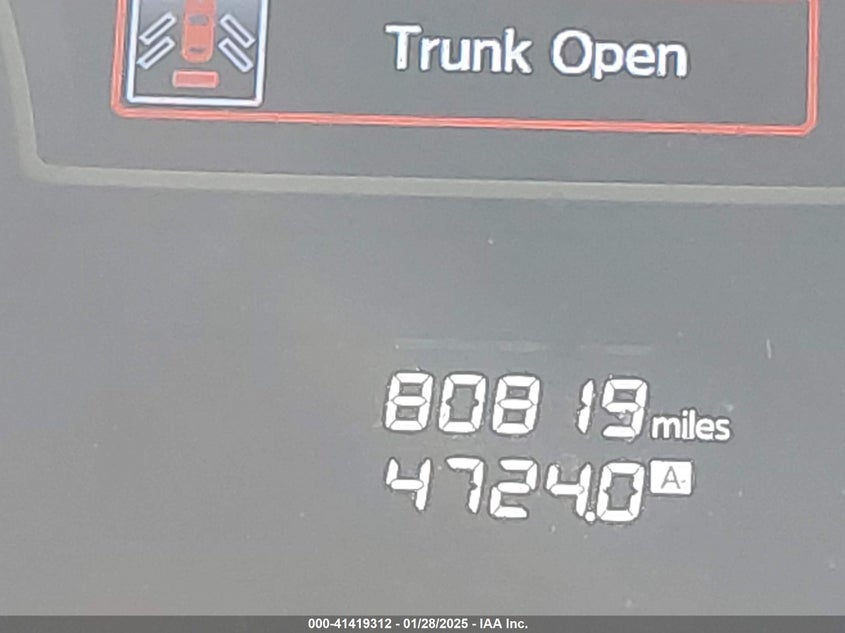 Trunk Open
80819 miles
4724.0 A
000-41419312 - 01/28/2025 - IAA Inc.